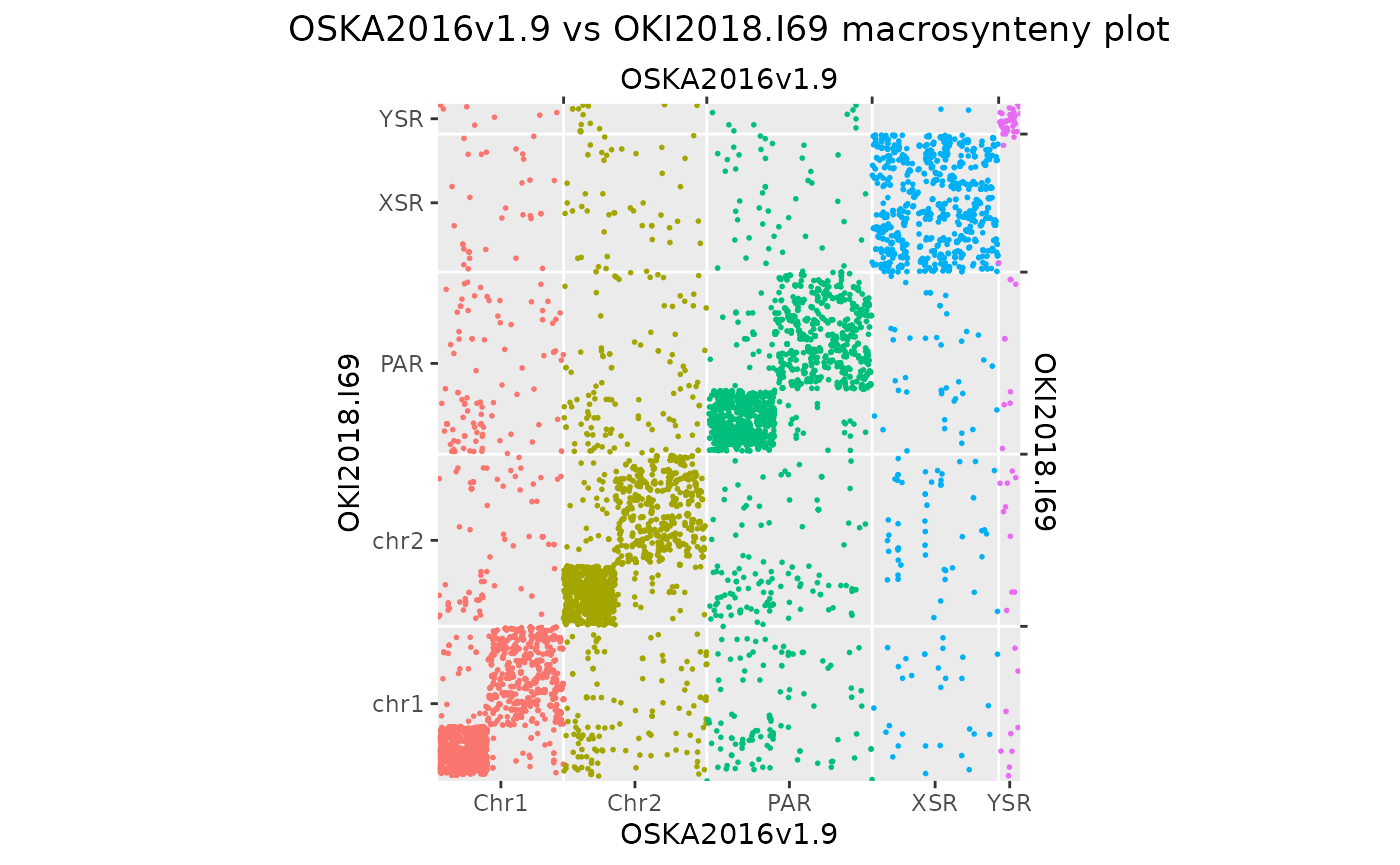 OSKA2016v1.9 vs OKI2018.I69 macrosynteny plot
OSKA2016v1.9
YSR
XSR
PAR
chr2
chr1
OKI2018.I69
OKI2018.I69
Chr1
Chr2
PAR
XSR
YSR
OSKA2016v1.9